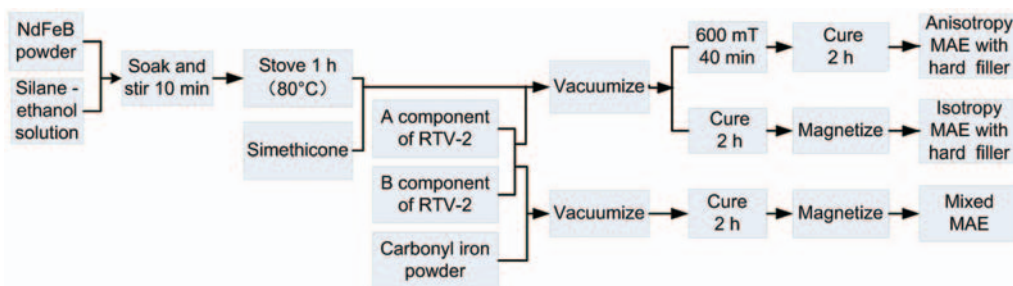 NdFeB
powder
Silane -
ethanol
solution
Soak and
stir 10 min
Stove 1 h
（80°C）
Simethicone
A component
of RTV-2
B component
of RTV-2
Carbonyl iron
powder
Vacuumize
600 mT
40 min
Cure
2 h
Anisotropy
MAE with
hard filler
Cure
2 h
Magnetize
Isotropy
MAE with
hard filler
Vacuumize
Cure
2 h
Magnetize
Mixed
MAE